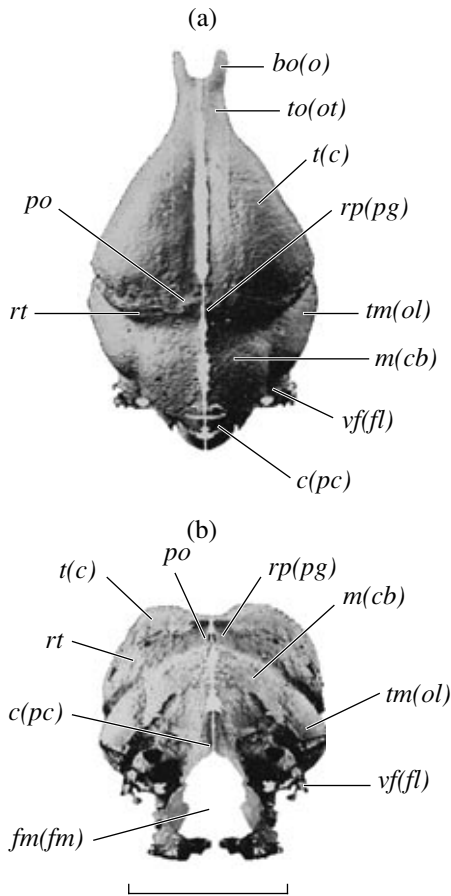 (a)
bo(o)
to(ot)
t(c)
po
rp(pg)
rt
tm(ol)
m(cb)
vf(fl)
c(pc)
(b)
po
t(c)
rp(pg)
m(cb)
rt
c(pc)
tm(ol)
vf(fl)
fm(fm)